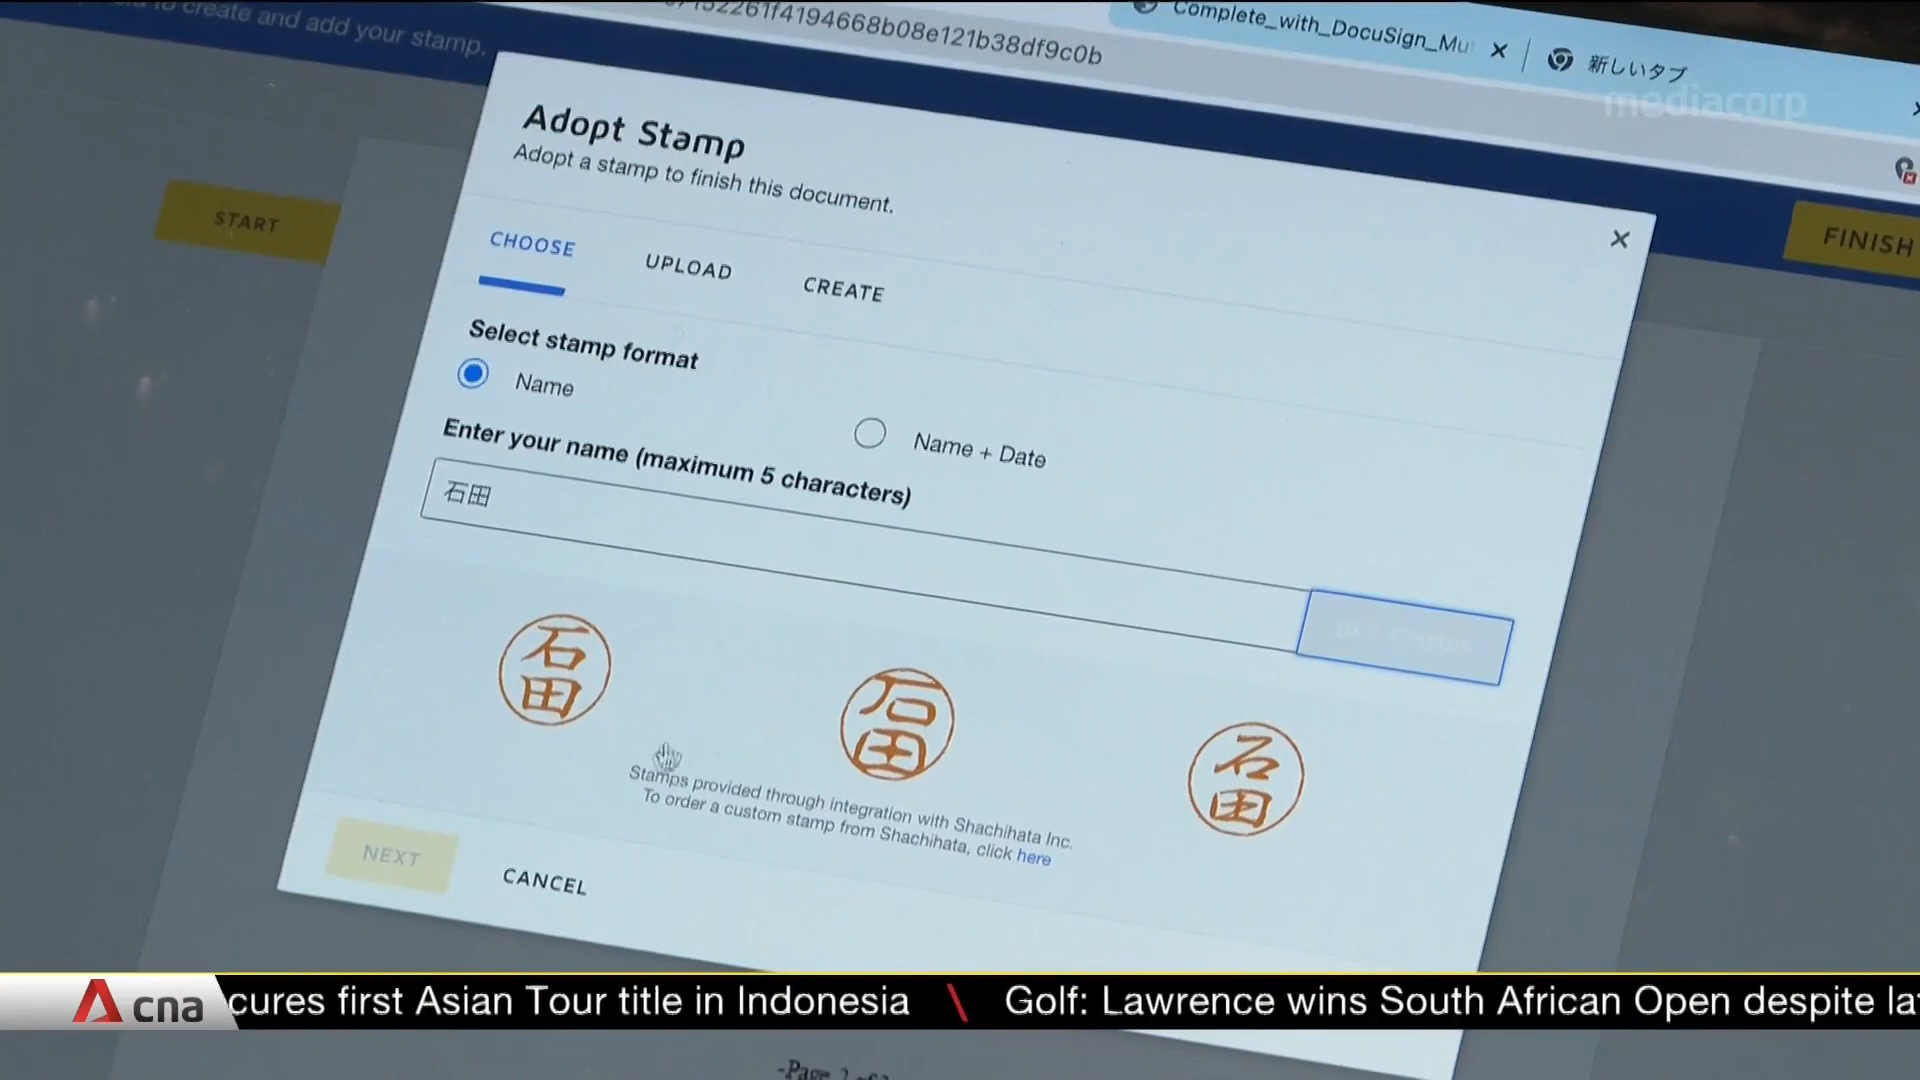 to create and add your stamp.
52261f4194668b08e121b38df9c0b
Complete_with_DocuSign_Mu
新しいタブ
mediacorp
Adopt Stamp
Adopt a stamp to finish this document.
START
FINISH
CHOOSE
UPLOAD
CREATE
Select stamp format
Name
Name + Date
Enter your name (maximum 5 characters)
石田
石田
石田
石田
Stamps provided through integration with Shachihata Inc.
To order a custom stamp from Shachihata, click here
NEXT
CANCEL
cna
cures first Asian Tour title in Indonesia \ Golf: Lawrence wins South African Open despite la
-Page 2